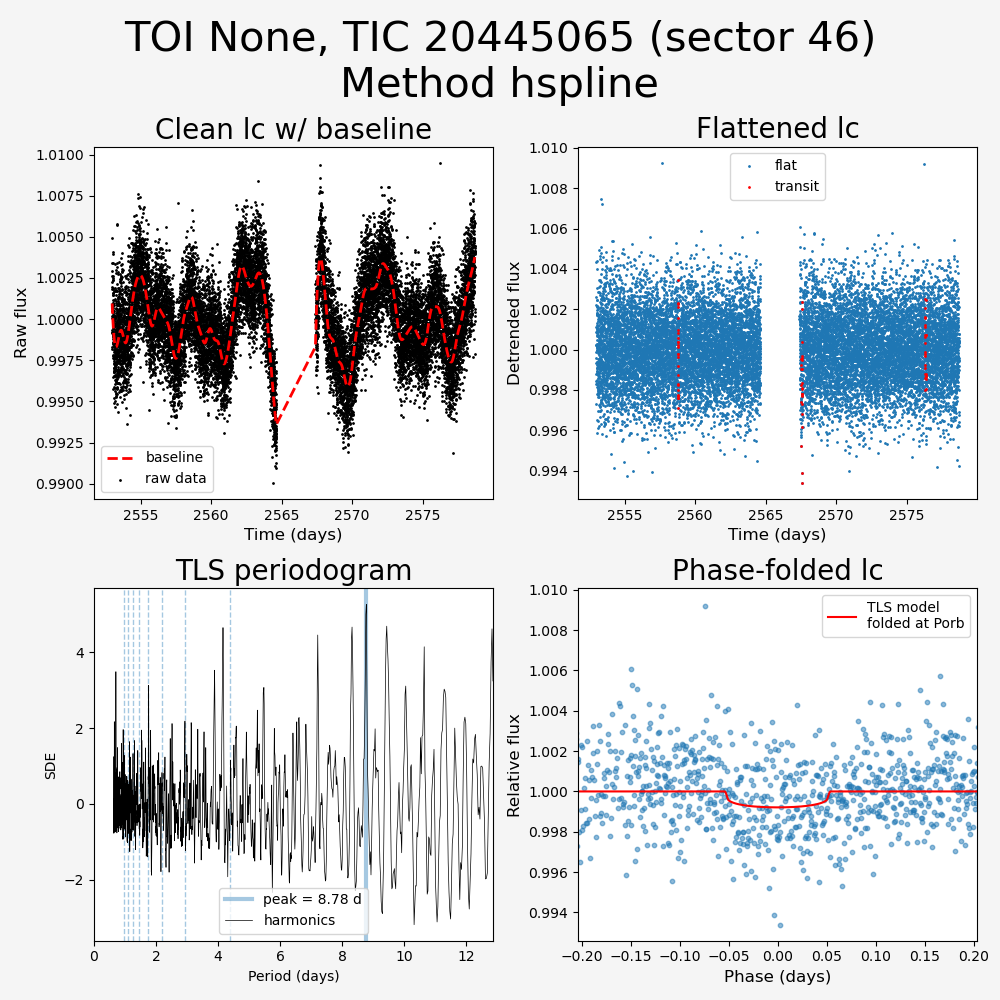 TOI None, TIC 20445065 (sector 46)
Method hspline
Clean lc w/ baseline
1.0100
1.0075
1.0050
1.0025
1.0000
0.9975
0.9950
0.9925
0.9900
Raw flux
baseline
raw data
2555 2560 2565 2570 2575
Time (days)
Flattened lc
1.010
1.008
1.006
1.004
1.002
1.000
0.998
0.996
0.994
Detrended flux
flat
transit
2555 2560 2565 2570 2575
Time (days)
TLS periodogram
4
2
0
−2
SDE
peak = 8.78 d
harmonics
0 2 4 6 8 10 12
Period (days)
Phase-folded lc
1.010
1.008
1.006
1.004
1.002
1.000
0.998
0.996
0.994
Relative flux
TLS model
folded at Porb
−0.20 −0.15 −0.10 −0.05 0.00 0.05 0.10 0.15 0.20
Phase (days)